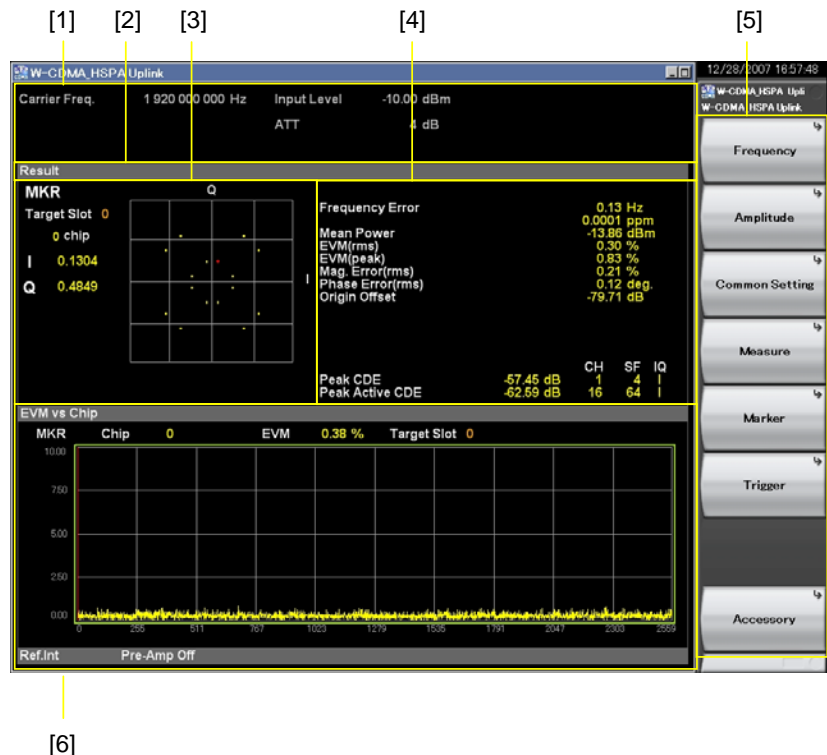 [1] [2] [3] [4] [5]
W-CDMA_HSPA Uplink
12/28/2007 16:57:48
Carrier Freq. 1 920 000 000 Hz Input Level -10.00 dBm
ATT 4 dB
W-CDMA_HSPA Upli
W-CDMA_HSPA Uplink
Frequency
Amplitude
Common Setting
Measure
Marker
Trigger
Accessory
Result
MKR
Target Slot 0
0 chip
I 0.1304
Q 0.4849
Q
I
Frequency Error 0.13 Hz
0.0001 ppm
Mean Power -13.86 dBm
EVM(rms) 0.30 %
EVM(peak) 0.83 %
Mag. Error(rms) 0.21 %
Phase Error(rms) 0.12 deg.
Origin Offset -79.71 dB
CH SF IQ
Peak CDE -57.45 dB 1 4 I
Peak Active CDE -62.59 dB 16 64 I
EVM vs Chip
MKR Chip 0 EVM 0.38 % Target Slot 0
10.00
7.50
5.00
2.50
0.00
0 255 511 767 1023 1279 1535 1791 2047 2303 2559
Ref.Int Pre-Amp Off
[6]